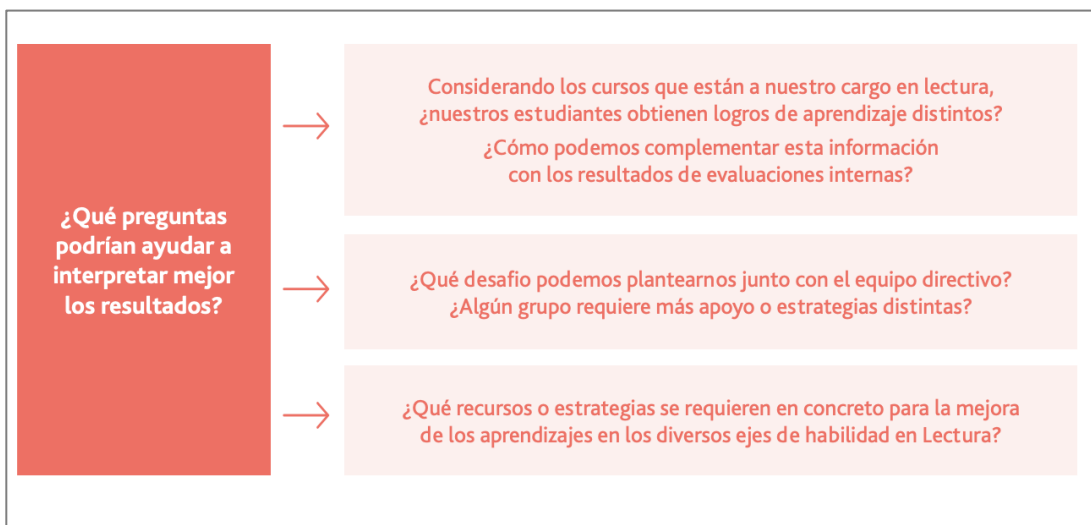 ¿Qué preguntas
podrían ayudar a
interpretar mejor
los resultados?
Considerando los cursos que están a nuestro cargo en lectura,
¿nuestros estudiantes obtienen logros de aprendizaje distintos?
¿Cómo podemos complementar esta información
con los resultados de evaluaciones internas?
¿Qué desafio podemos plantearnos junto con el equipo directivo?
¿Algún grupo requiere más apoyo o estrategias distintas?
¿Qué recursos o estrategias se requieren en concreto para la mejora
de los aprendizajes en los diversos ejes de habilidad en Lectura?